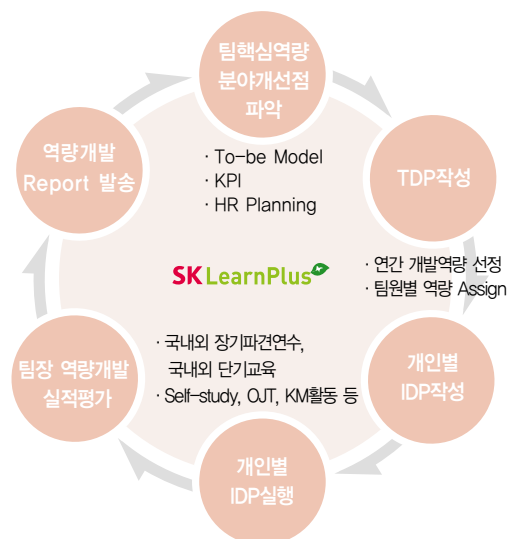 팀핵심역량
분야개선점
파악
· To-be Model
· KPI
· HR Planning
TDP작성
· 연간 개발역량 선정
· 팀원별 역량 Assign
개인별
IDP작성
· 국내외 장기파견연수,
국내외 단기교육
· Self-study, OJT, KM활동 등
개인별
IDP실행
팀장 역량개발
실적평가
역량개발
Report 발송
SK LearnPlus